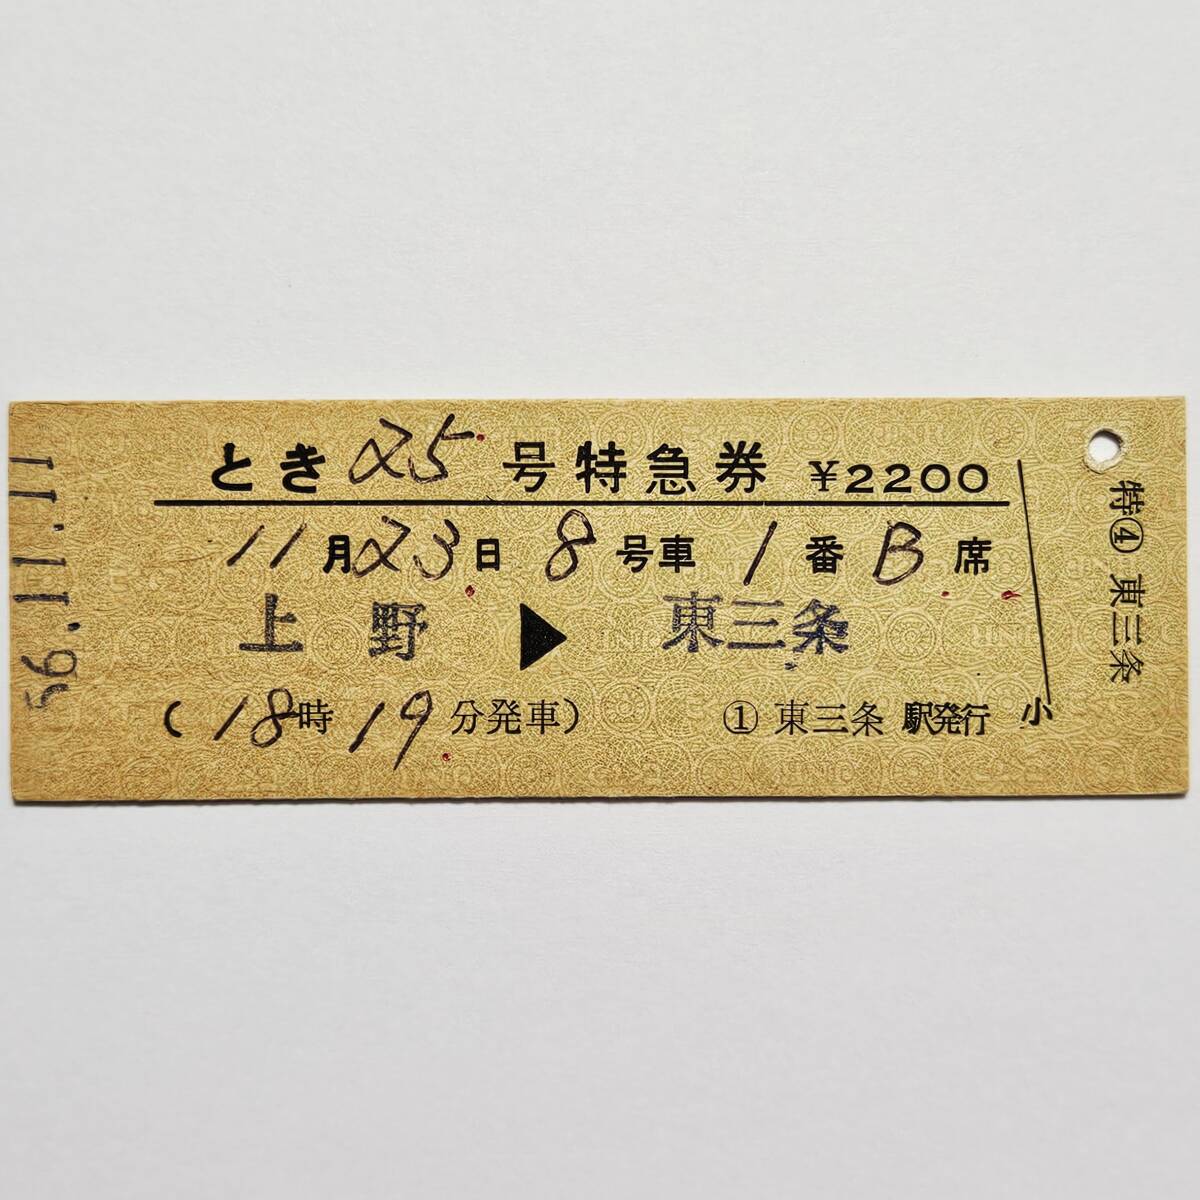 とき25号特急券 ¥2200
11月23日 8号車 1番 B席
上野▶東三条
(18時19分発車) ① 東三条 駅発行
小
特④ 東三条
56.11.11